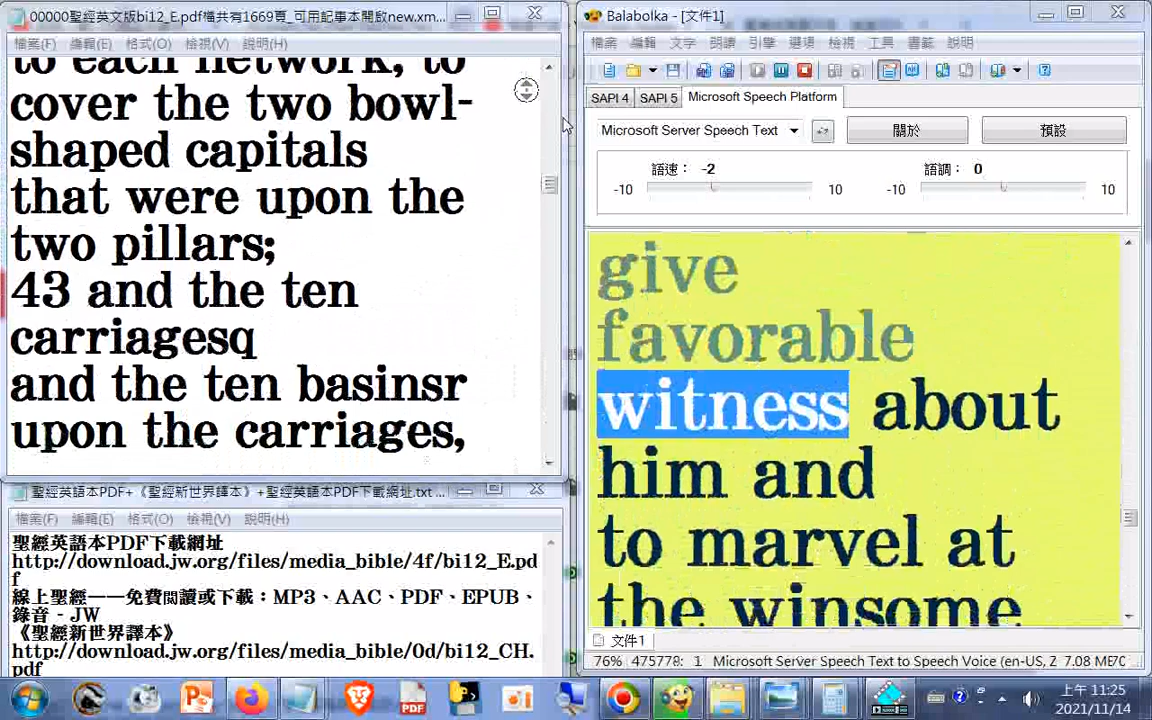 00000聖經英文版bi12_E.pdf檔共有1669頁_可用記事本開啟new.xm...
檔案(F) 編輯(E) 格式(O) 檢視(V) 說明(H)
to each network, to
cover the two bowl-
shaped capitals
that were upon the
two pillars;
43 and the ten
carriagesq
and the ten basinsr
upon the carriages,
聖經英語本PDF+《聖經新世界譯本》+聖經英語本PDF下載網址.txt ...
檔案(F) 編輯(E) 格式(O) 檢視(V) 說明(H)
聖經英語本PDF下載網址
http://download.jw.org/files/media_bible/4f/bi12_E.pd
f
線上聖經——免費閱讀或下載：MP3、AAC、PDF、EPUB、
錄音 - JW
《聖經新世界譯本》
http://download.jw.org/files/media_bible/0d/bi12_CH.
pdf
Balabolka - [文件1]
檔案 編輯 文字 朗讀 引擎 選項 檢視 工具 書籤 說明
SAPI 4 SAPI 5 Microsoft Speech Platform
Microsoft Server Speech Text 關於 預設
語速： -2 語調： 0
-10 10 -10 10
give
favorable
witness about
him and
to marvel at
the winsome
文件1
76% 475778: 1 Microsoft Server Speech Text to Speech Voice (en-US, Z 7.08 ME
上午 11:25
2021/11/14